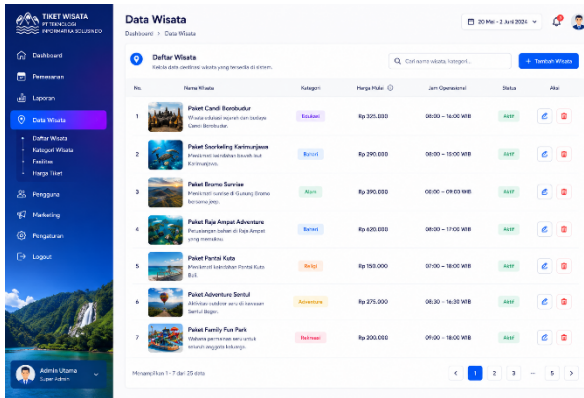 TIKET WISATA
PT TEKNOLOGI
INFORMATIKA SOLUSINDO
Dashboard
Pemesanan
Laporan
Data Wisata
Daftar Wisata
Kategori Wisata
Fasilitas
Harga Tiket
Pengguna
Marketing
Pengaturan
Logout
Admin Utama
Super Admin
Data Wisata
Dashboard > Data Wisata
20 Mei - 2 Juni 2024
Daftar Wisata
Kelola data destinasi wisata yang tersedia di sistem.
Cari nama wisata, kategori...
+ Tambah Wisata
No. Nama Wisata Kategori Harga Mulai Jam Operasional Status Aksi
1 Paket Candi Borobudur Edukasi Rp 325.000 08:00 – 16:00 WIB Aktif
Wisata edukasi sejarah dan budaya
Candi Borobudur.
2 Paket Snorkeling Karimunjawa Bahari Rp 290.000 08:00 – 15:00 WIB Aktif
Menikmati keindahan bawah laut
Karimunjawa.
3 Paket Bromo Sunrise Alam Rp 390.000 00:00 – 09:00 WIB Aktif
Menikmati sunrise di Gunung Bromo
bersama jeep.
4 Paket Raja Ampat Adventure Bahari Rp 620.000 08:00 – 17:00 WIB Aktif
Petualangan bahari di Raja Ampat
yang memukau.
5 Paket Pantai Kuta Religi Rp 150.000 07:00 – 18:00 WIB Aktif
Menikmati keindahan Pantai Kuta
Bali.
6 Paket Adventure Sentul Adventure Rp 275.000 08:30 – 16:30 WIB Aktif
Aktivitas outdoor seru di kawasan
Sentul Bogor.
7 Paket Family Fun Park Rekreasi Rp 200.000 09:00 – 18:00 WIB Aktif
Wahana permainan seru untuk
seluruh anggota keluarga.
Menampilkan 1 - 7 dari 25 data
< 1 2 3 ... 5 >